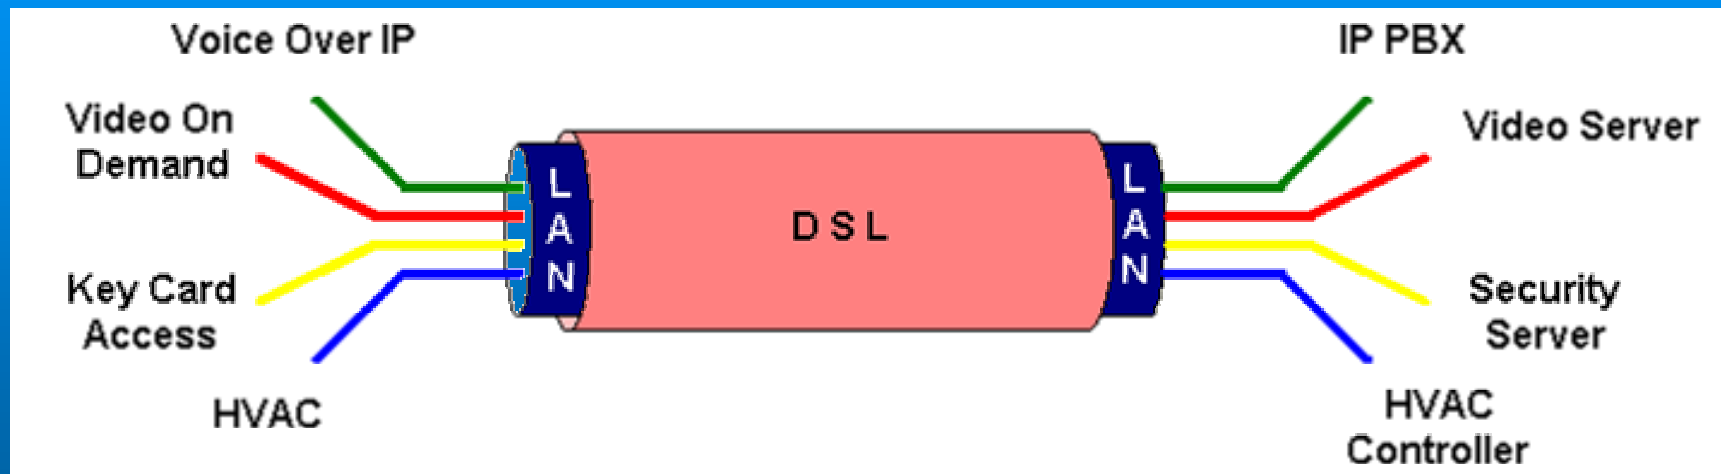 Voice Over IP
Video On
Demand
Key Card
Access
HVAC
L
A
N
D S L
L
A
N
IP PBX
Video Server
Security
Server
HVAC
Controller